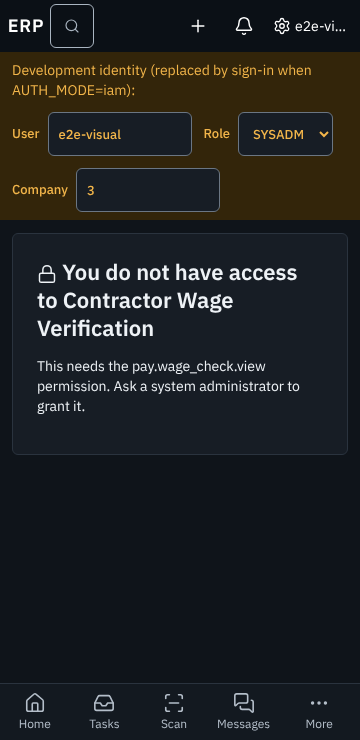 ERP
e2e-vi...
Development identity (replaced by sign-in when
AUTH_MODE=iam):
User e2e-visual Role SYSADM
Company 3
You do not have access
to Contractor Wage
Verification
This needs the pay.wage_check.view
permission. Ask a system administrator to
grant it.
Home Tasks Scan Messages More